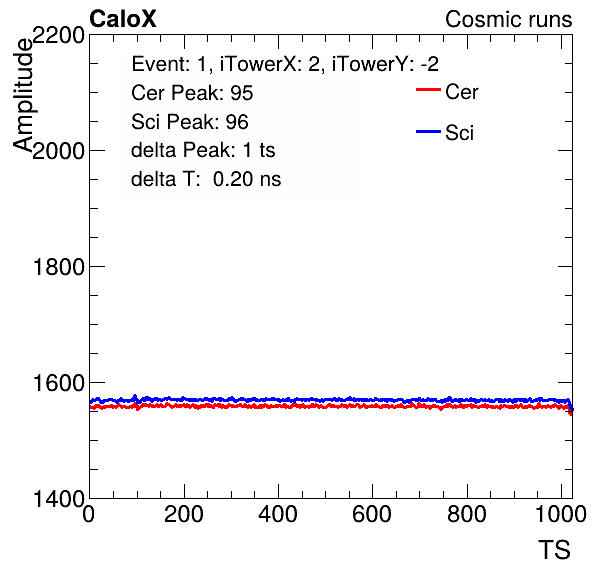 CaloX Cosmic runs
2200
Amplitude
Event: 1, iTowerX: 2, iTowerY: -2
Cer Peak: 95
Cer
Sci Peak: 96
Sci
2000
delta Peak: 1 ts
delta T: 0.20 ns
1800
1600
1400
0 200 400 600 800 1000
TS